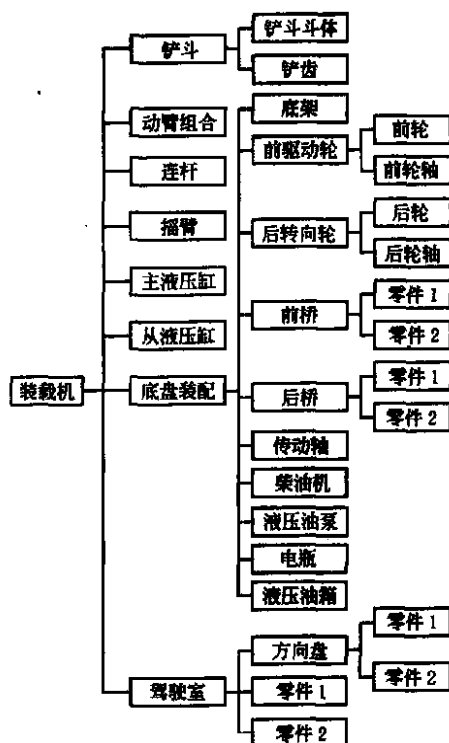 装载机
铲斗
铲斗斗体
铲齿
动臂组合
连杆
摇臂
主液压缸
从液压缸
底盘装配
底架
前驱动轮
前轮
前轮轴
后转向轮
后轮
后轮轴
前桥
零件1
零件2
后桥
零件1
零件2
传动轴
柴油机
液压油泵
电瓶
液压油箱
驾驶室
方向盘
零件1
零件2
零件1
零件2